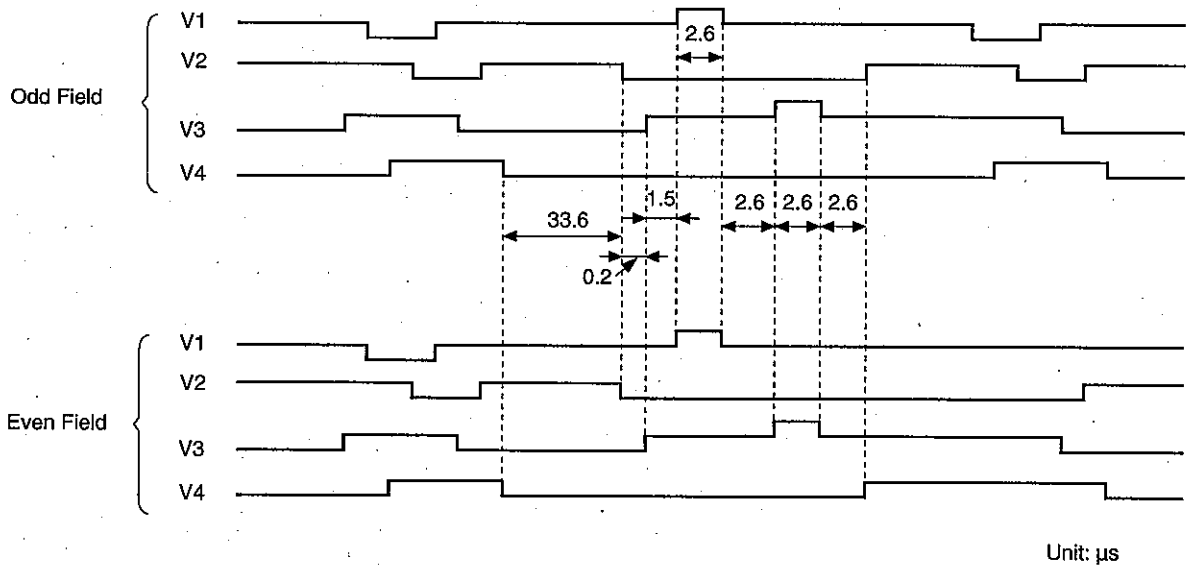 V1
2.6
V2
Odd Field
V3
V4
1.5
2.6 2.6 2.6
33.6
0.2
V1
V2
Even Field
V3
V4
Unit: μs